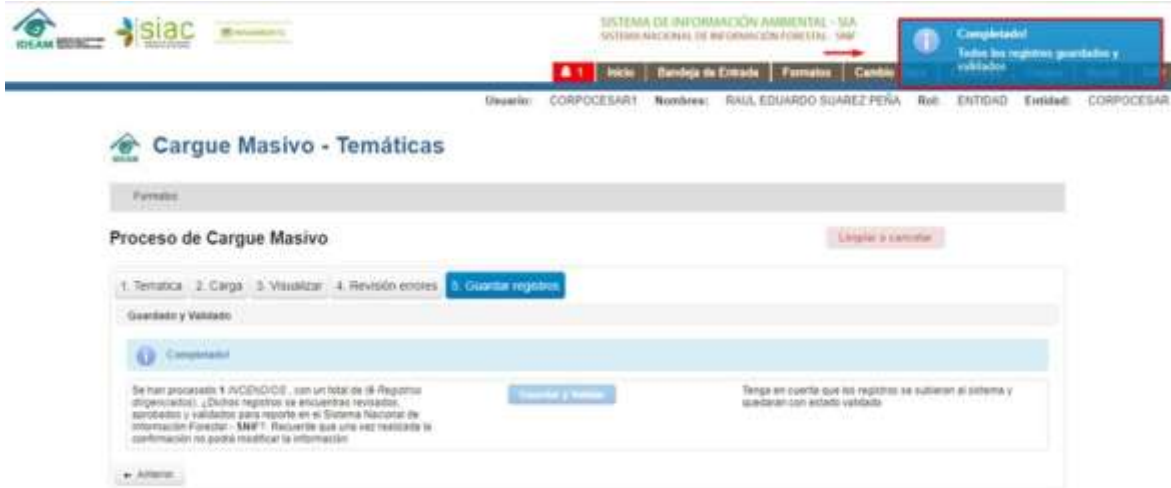 IDEAM
siac
SISTEMA DE INFORMACIÓN AMBIENTAL - SIA
SISTEMA NACIONAL DE INFORMACIÓN FORESTAL - SNIF
Completado!
Todos los registros guardados y
validados
1 Inicio Bandeja de Entrada Formatos Cambio
Usuario: CORPOCESAR1 Nombres: RAUL EDUARDO SUAREZ PEÑA Rol: ENTIDAD Entidad: CORPOCESAR
IDEAM
Cargue Masivo - Temáticas
Formatos
Proceso de Cargue Masivo
Limpiar o cancelar
1. Tematica 2. Carga 3. Visualizar 4. Revisión errores 5. Guardar registros
Guardado y Validado
Completado!
Se han procesado 1 INCENDIOS , con un total de Registros
diligenciados). ¿Dichos registros se encuentran revisados,
aprobados y validados para reporte en el Sistema Nacional de
Información Forestal - SNIF?. Recuerde que una vez realizada la
confirmación no podrá modificar la información
Guardar y Validar
Tenga en cuenta que los registros se subieran al sistema y
quedaran con estado validado
Anterior